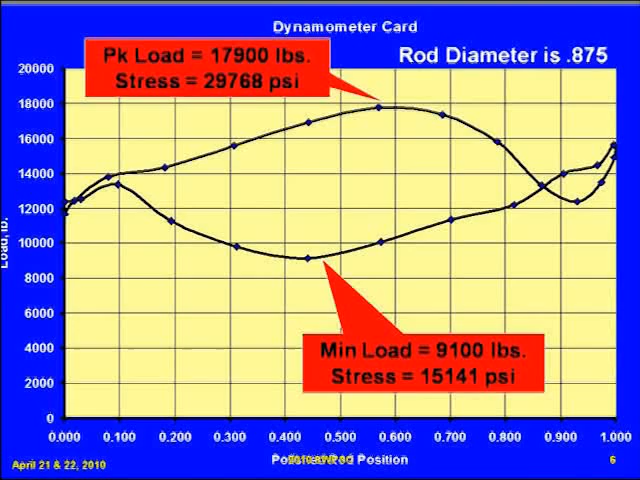 Dynamometer Card
Pk Load = 17900 lbs.
Stress = 29768 psi
Rod Diameter is .875
20000
18000
16000
14000
12000
10000
8000
6000
4000
2000
0
Load, lb.
Min Load = 9100 lbs.
Stress = 15141 psi
0.000 0.100 0.200 0.300 0.400 0.500 0.600 0.700 0.800 0.900 1.000
Position
April 21 & 22, 2010
6